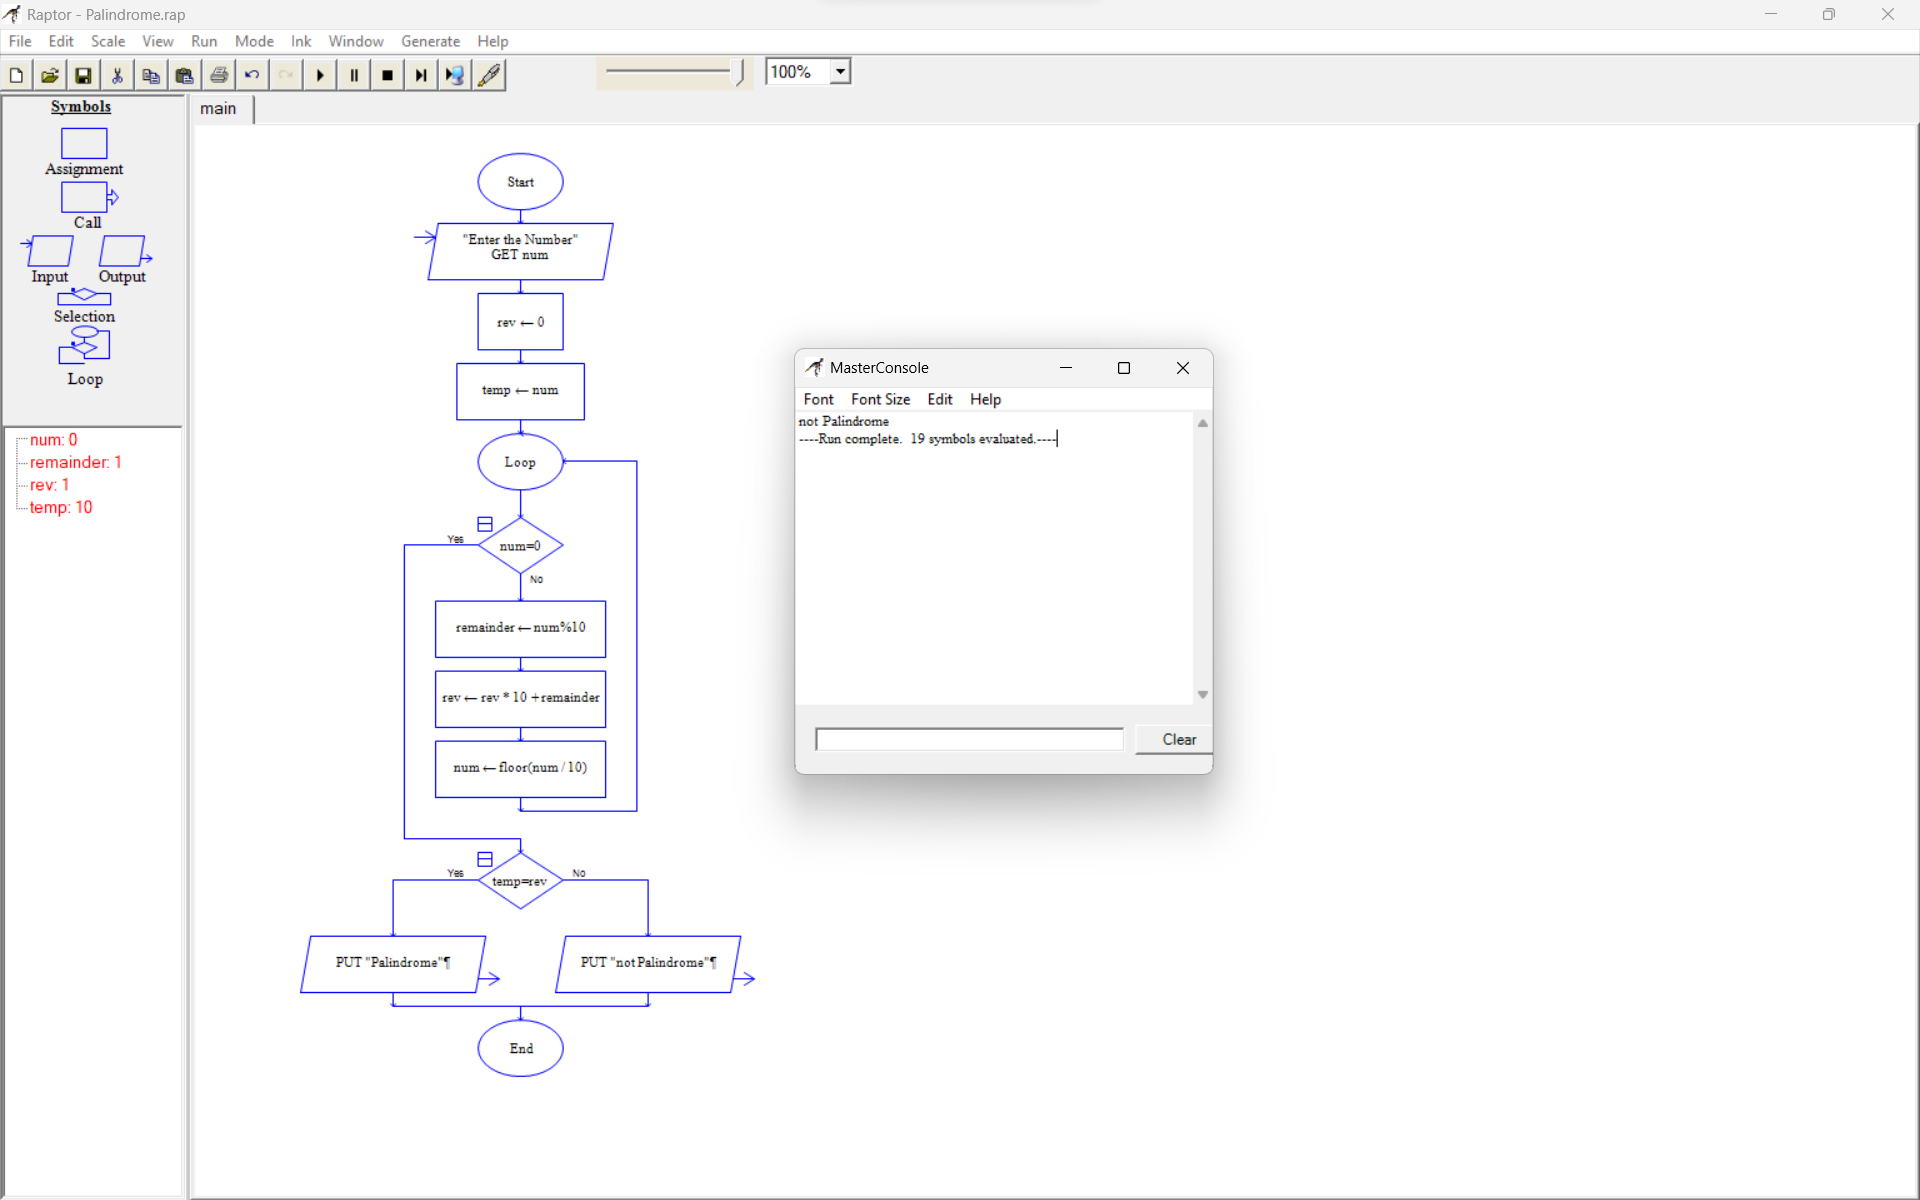 Raptor - Palindrome.rap
File Edit Scale View Run Mode Ink Window Generate Help
100%
Symbols
Assignment
Call
Input Output
Selection
Loop
num: 0
remainder: 1
rev: 1
temp: 10
main
Start
"Enter the Number"
GET num
rev ← 0
temp ← num
Loop
Yes
num=0
No
remainder ← num%10
rev ← rev * 10 +remainder
num ← floor(num / 10)
Yes No
temp=rev
PUT "Palindrome"¶ PUT "not Palindrome"¶
End
MasterConsole
Font Font Size Edit Help
not Palindrome
----Run complete.  19 symbols evaluated.----
Clear